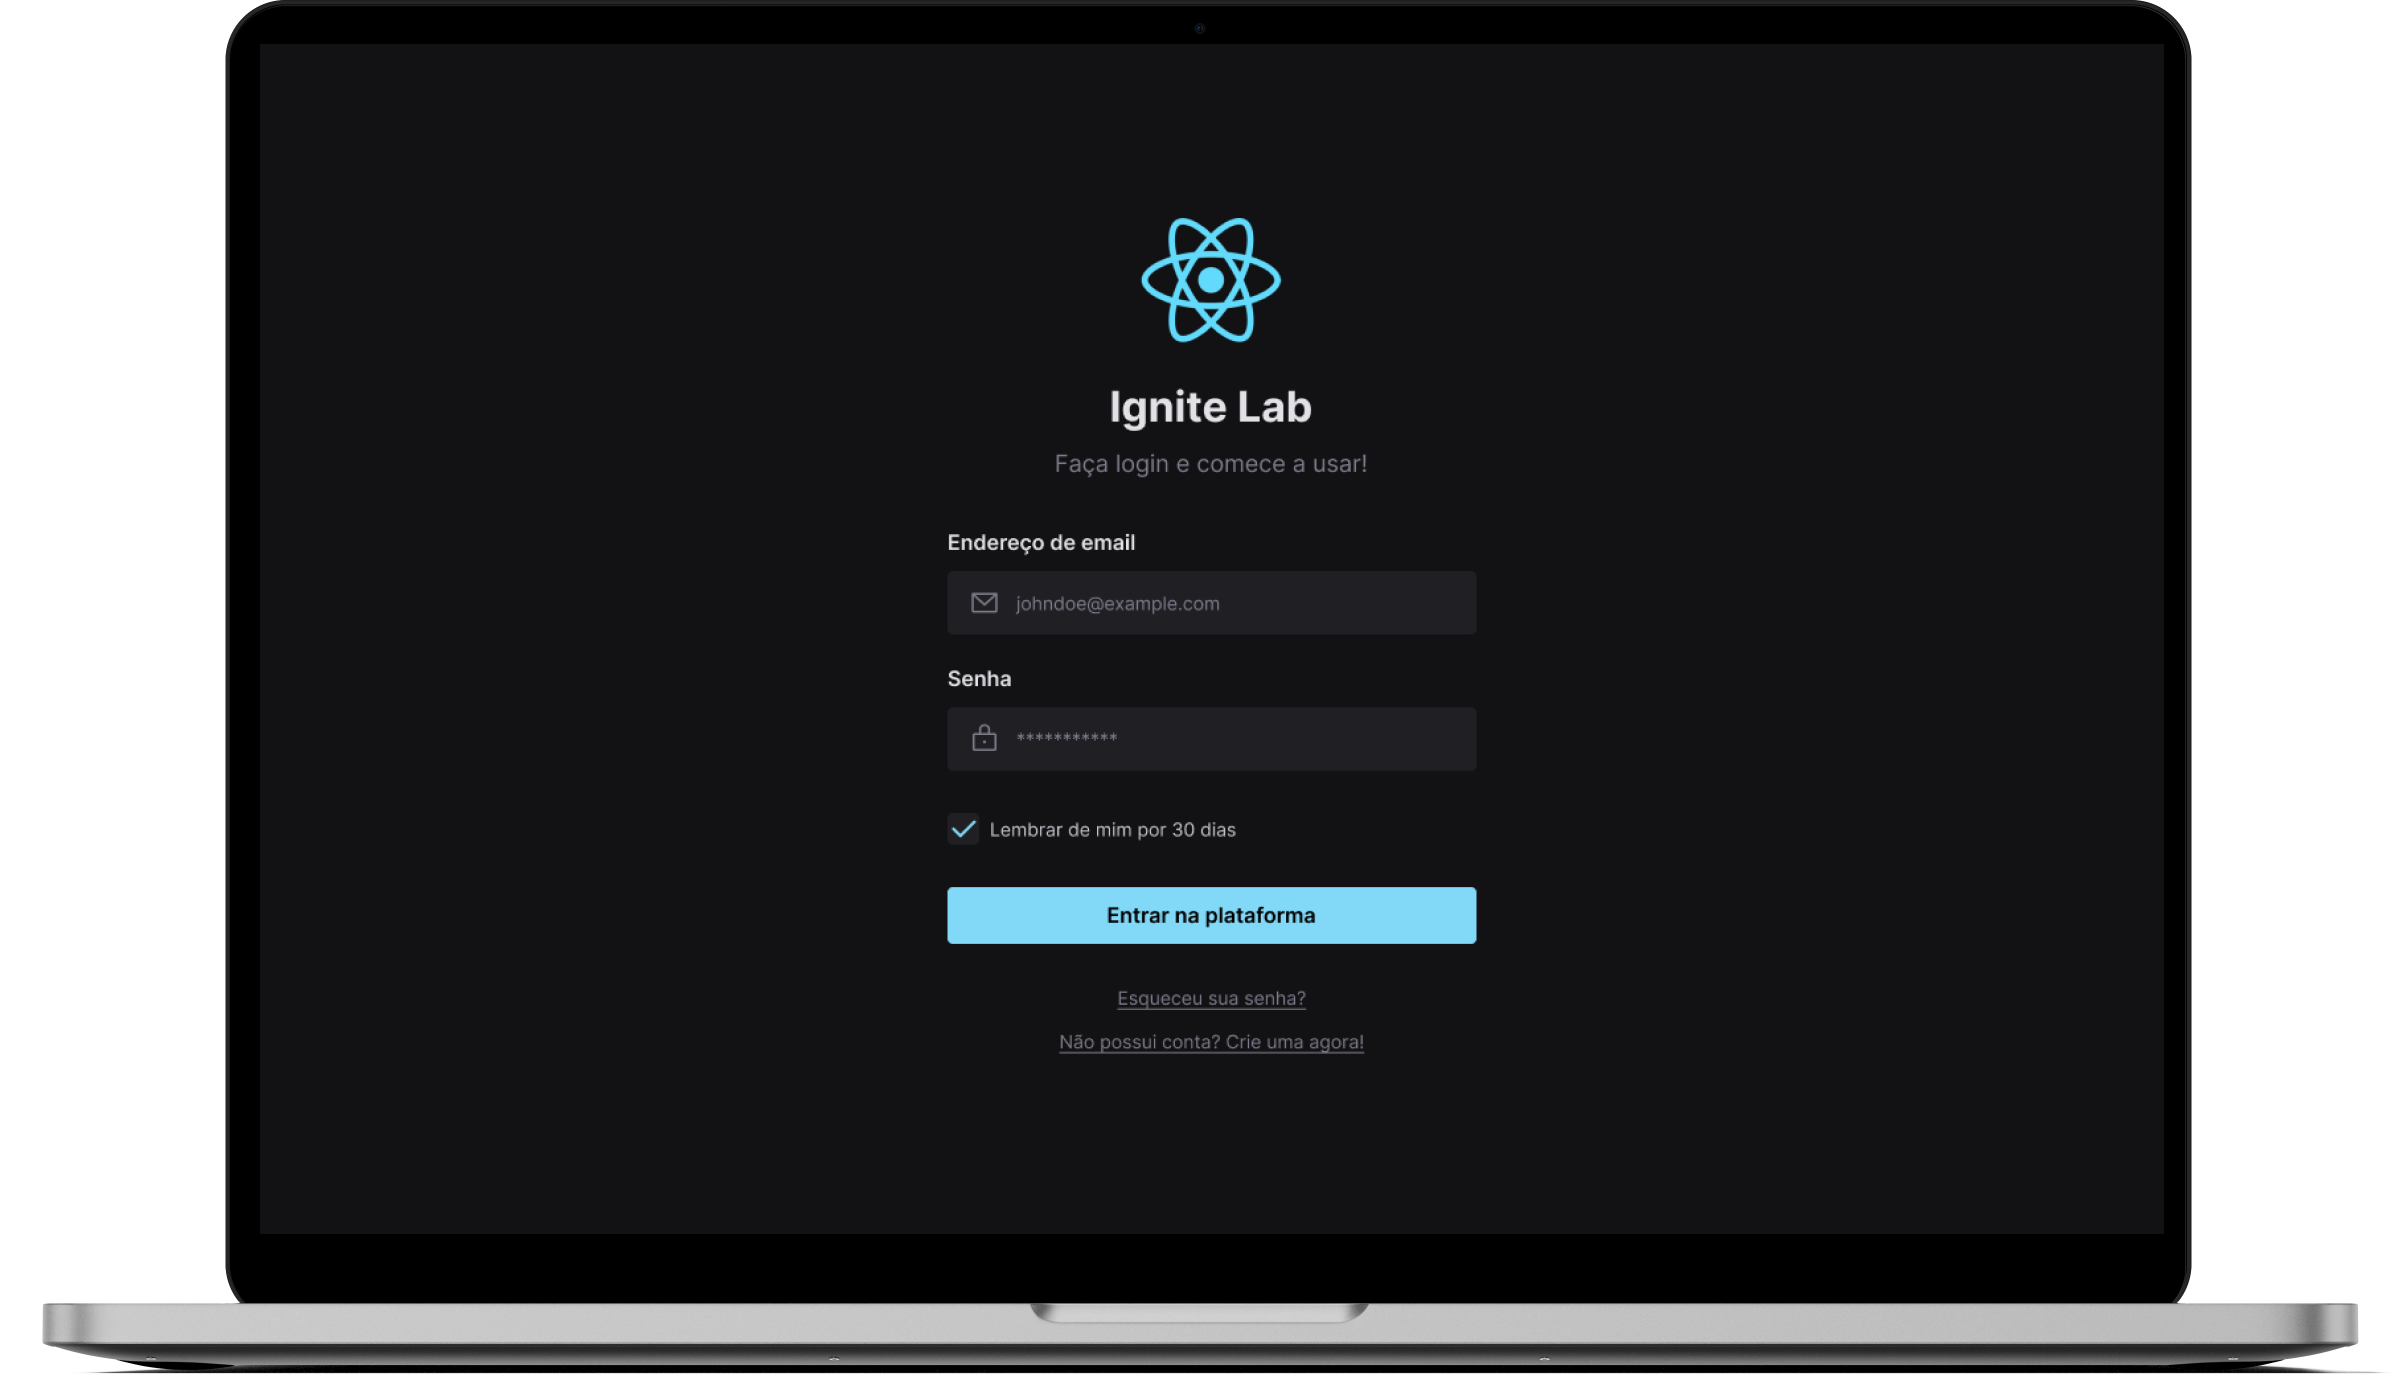 Ignite Lab
Faça login e comece a usar!
Endereço de email
johndoe@example.com
Senha
***********
Lembrar de mim por 30 dias
Entrar na plataforma
Esqueceu sua senha?
Não possui conta? Crie uma agora!